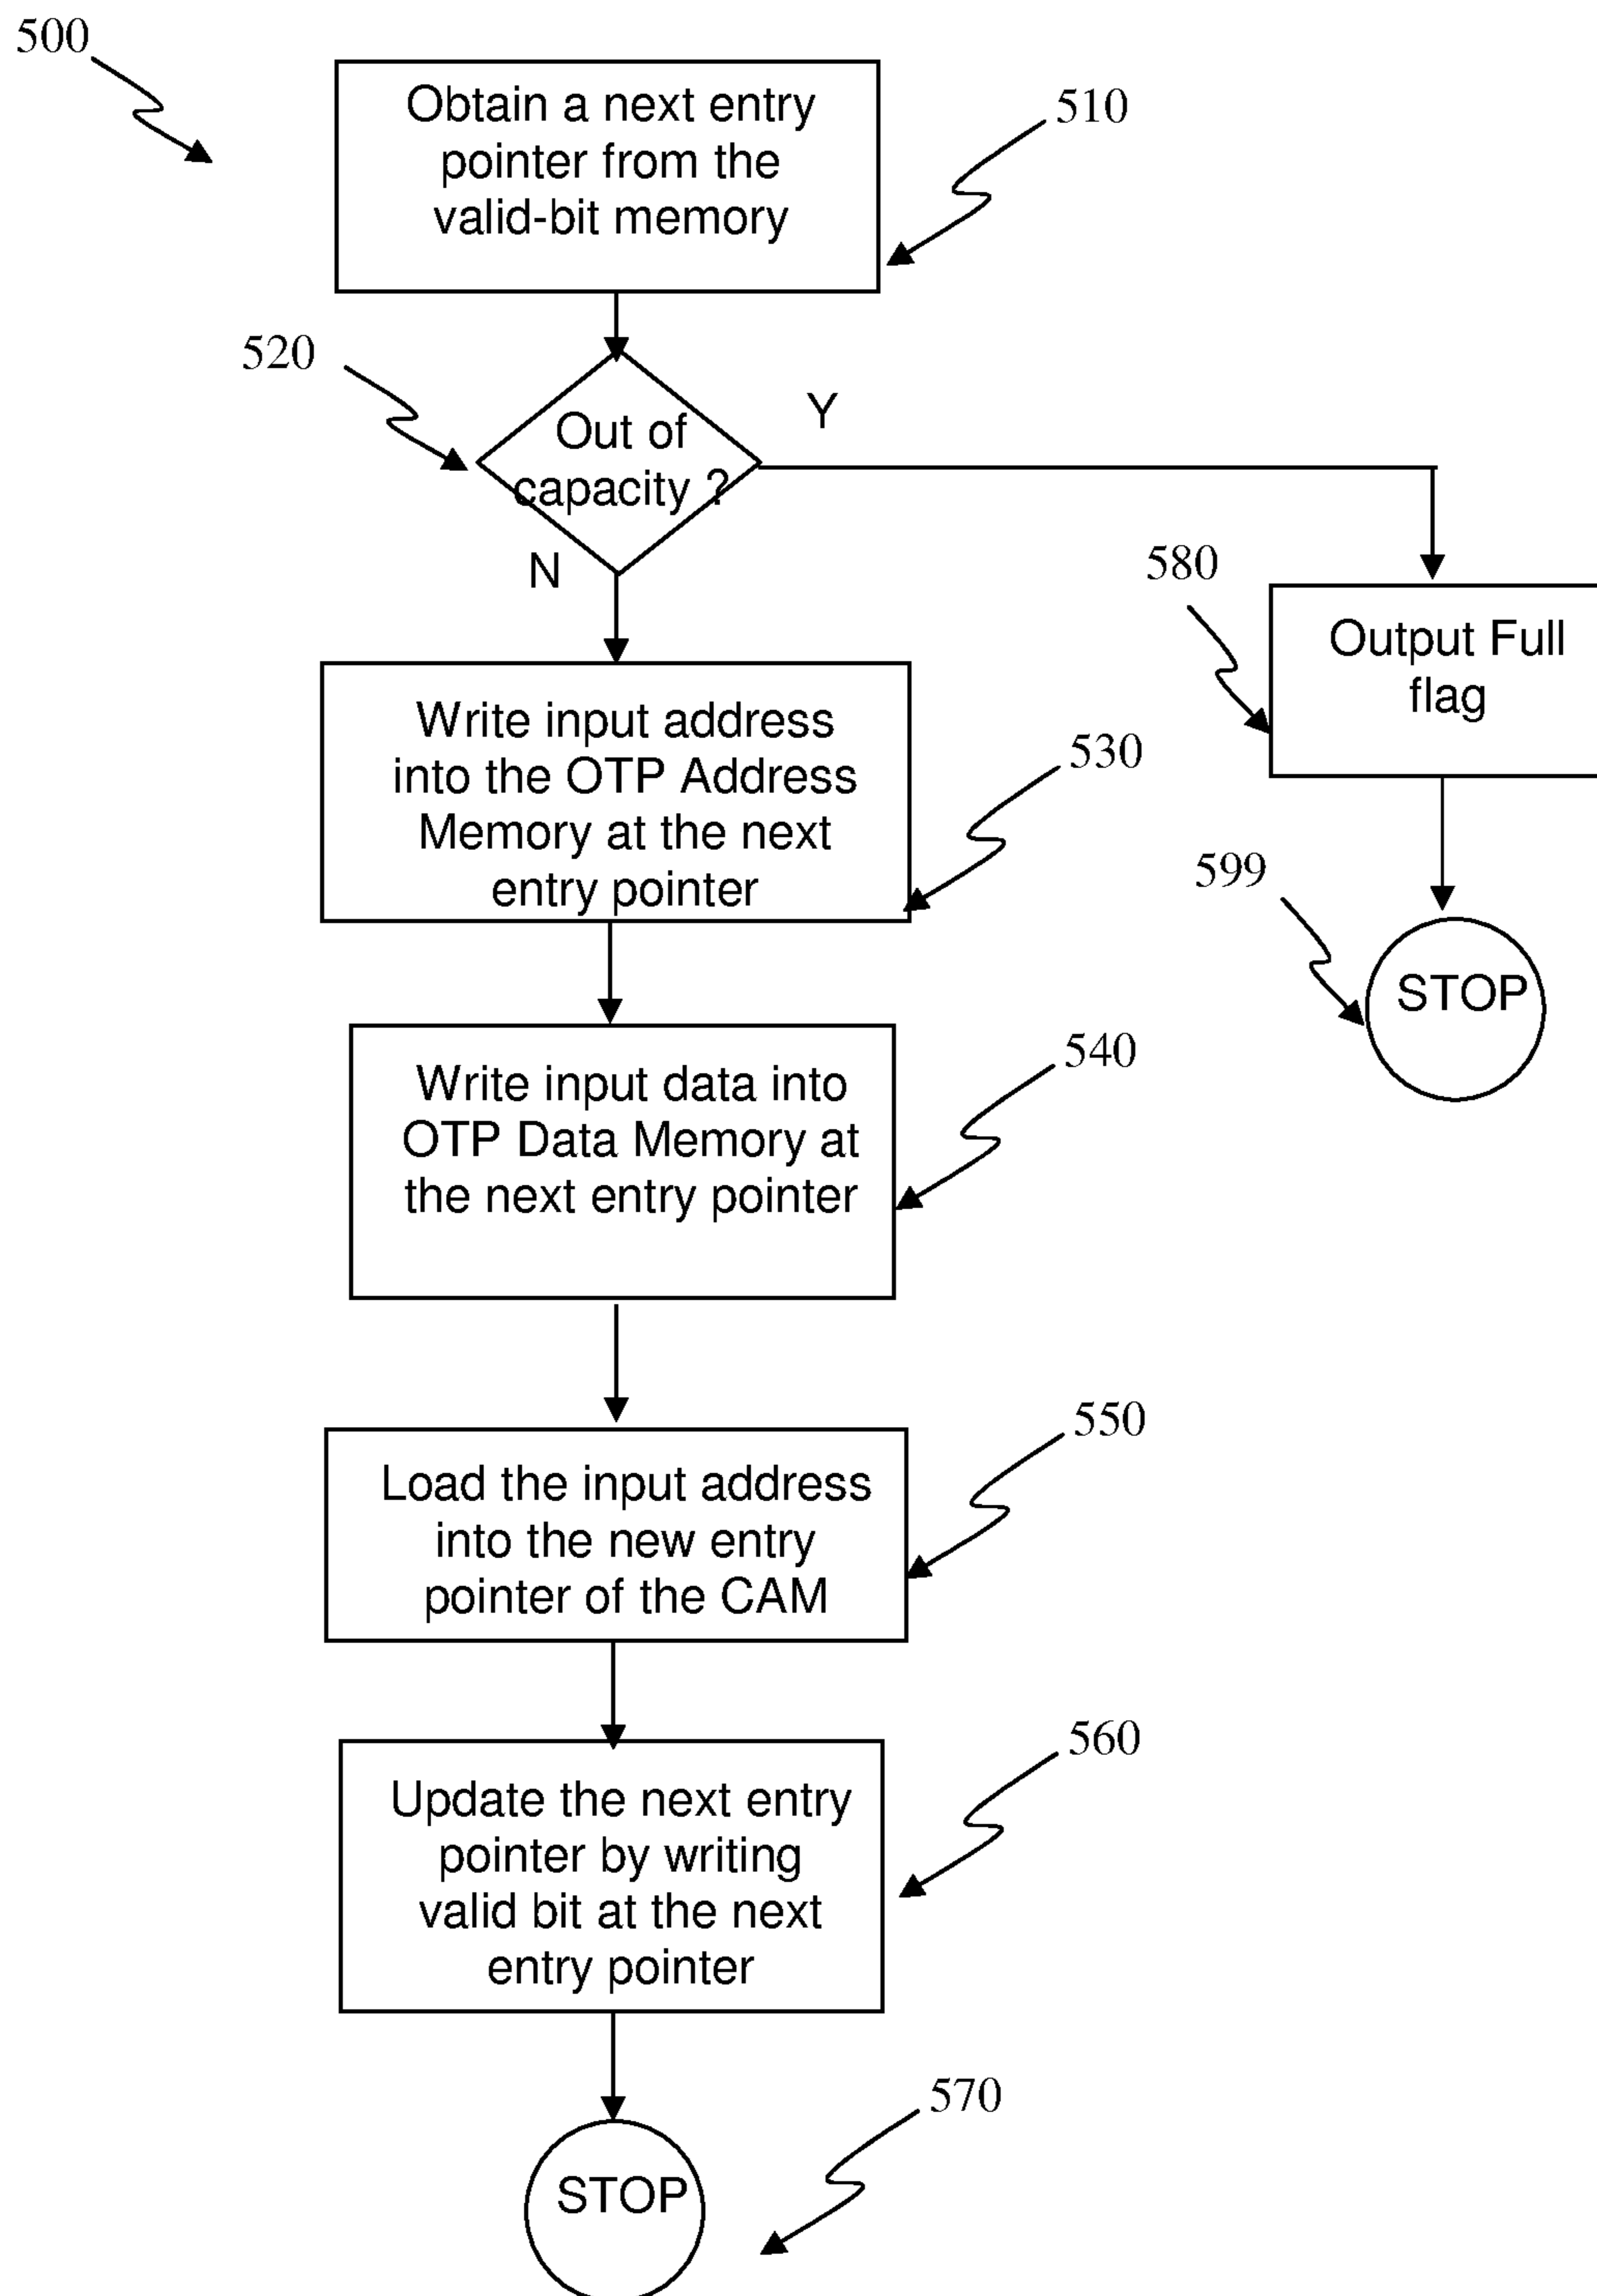 500
Obtain a next entry
pointer from the
valid-bit memory
510
520
Out of
capacity ?
Y
N
580
Output Full
flag
Write input address
into the OTP Address
Memory at the next
entry pointer
530
599
STOP
Write input data into
OTP Data Memory at
the next entry pointer
540
Load the input address
into the new entry
pointer of the CAM
550
Update the next entry
pointer by writing
valid bit at the next
entry pointer
560
STOP
570